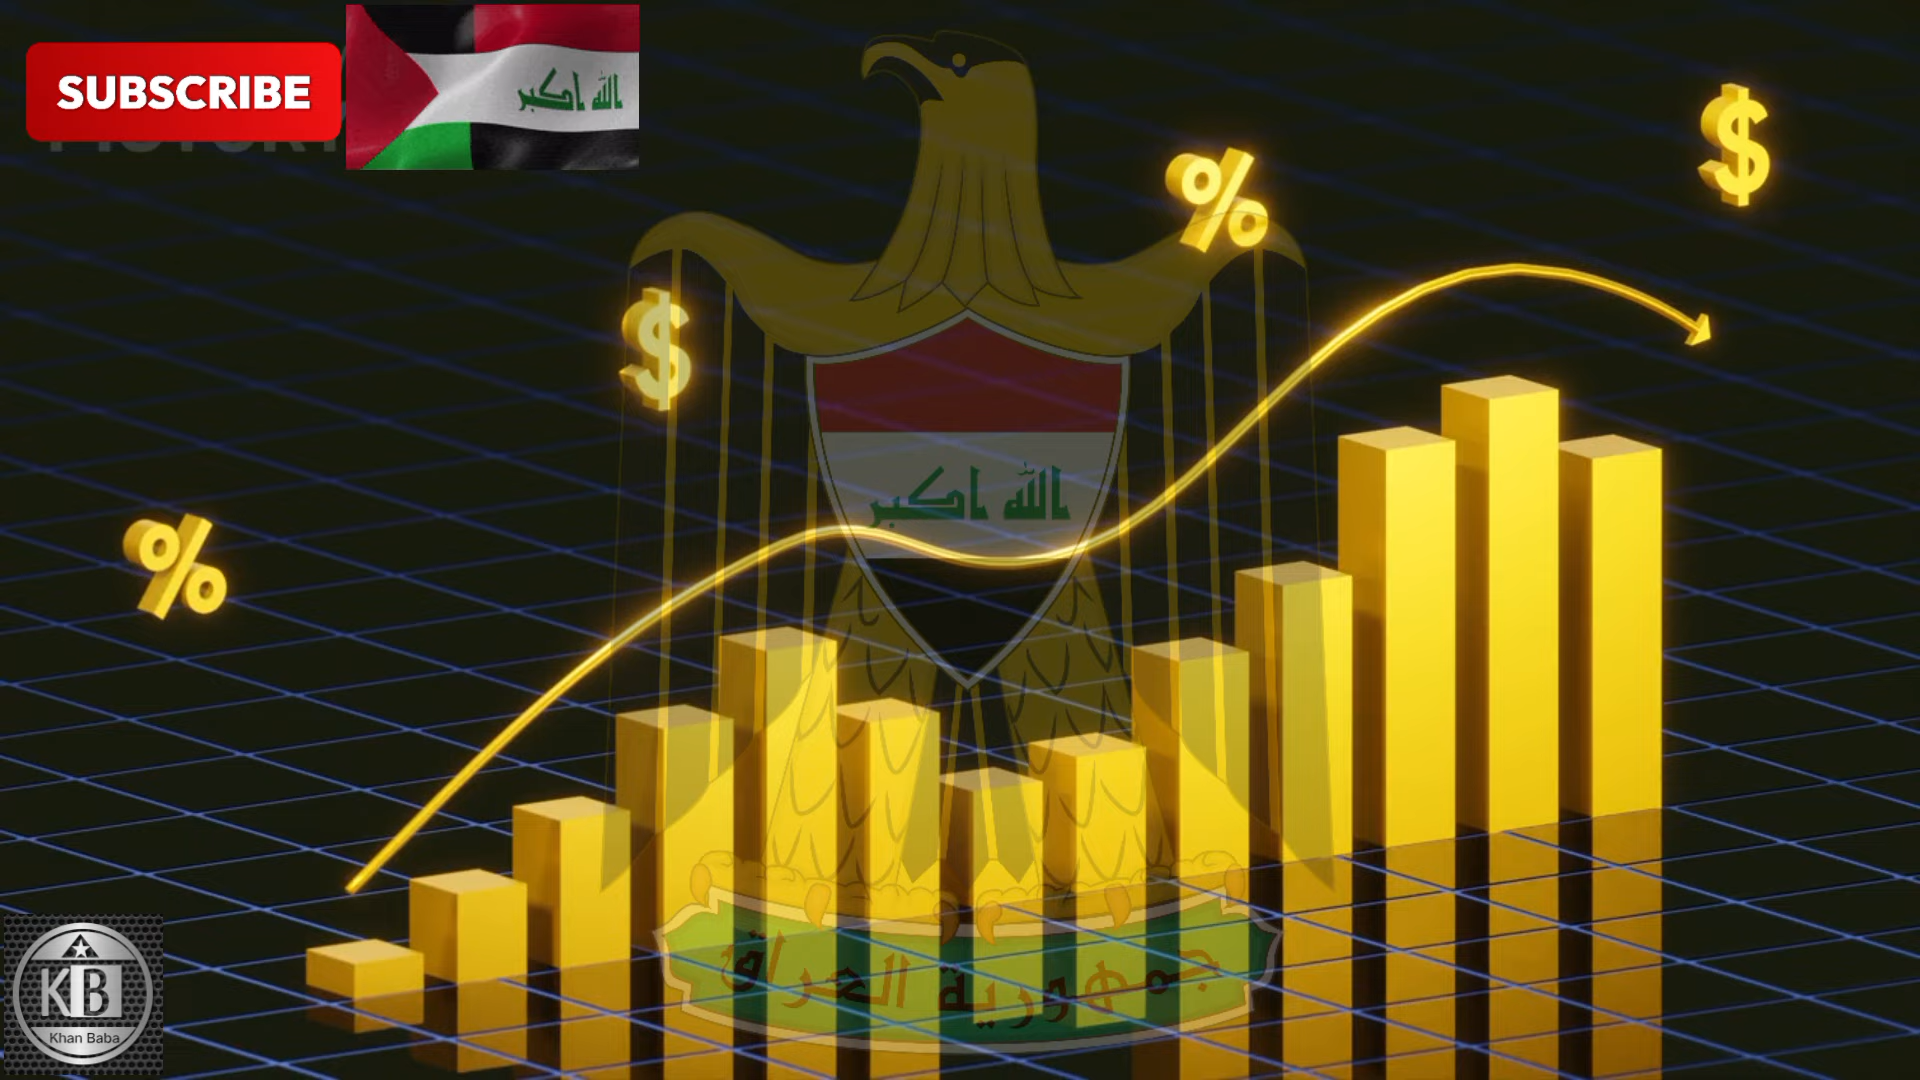 SUBSCRIBE
الله اكبر
%
$
$
الله اكبر
%
جمهورية العراق
KB
Khan Baba